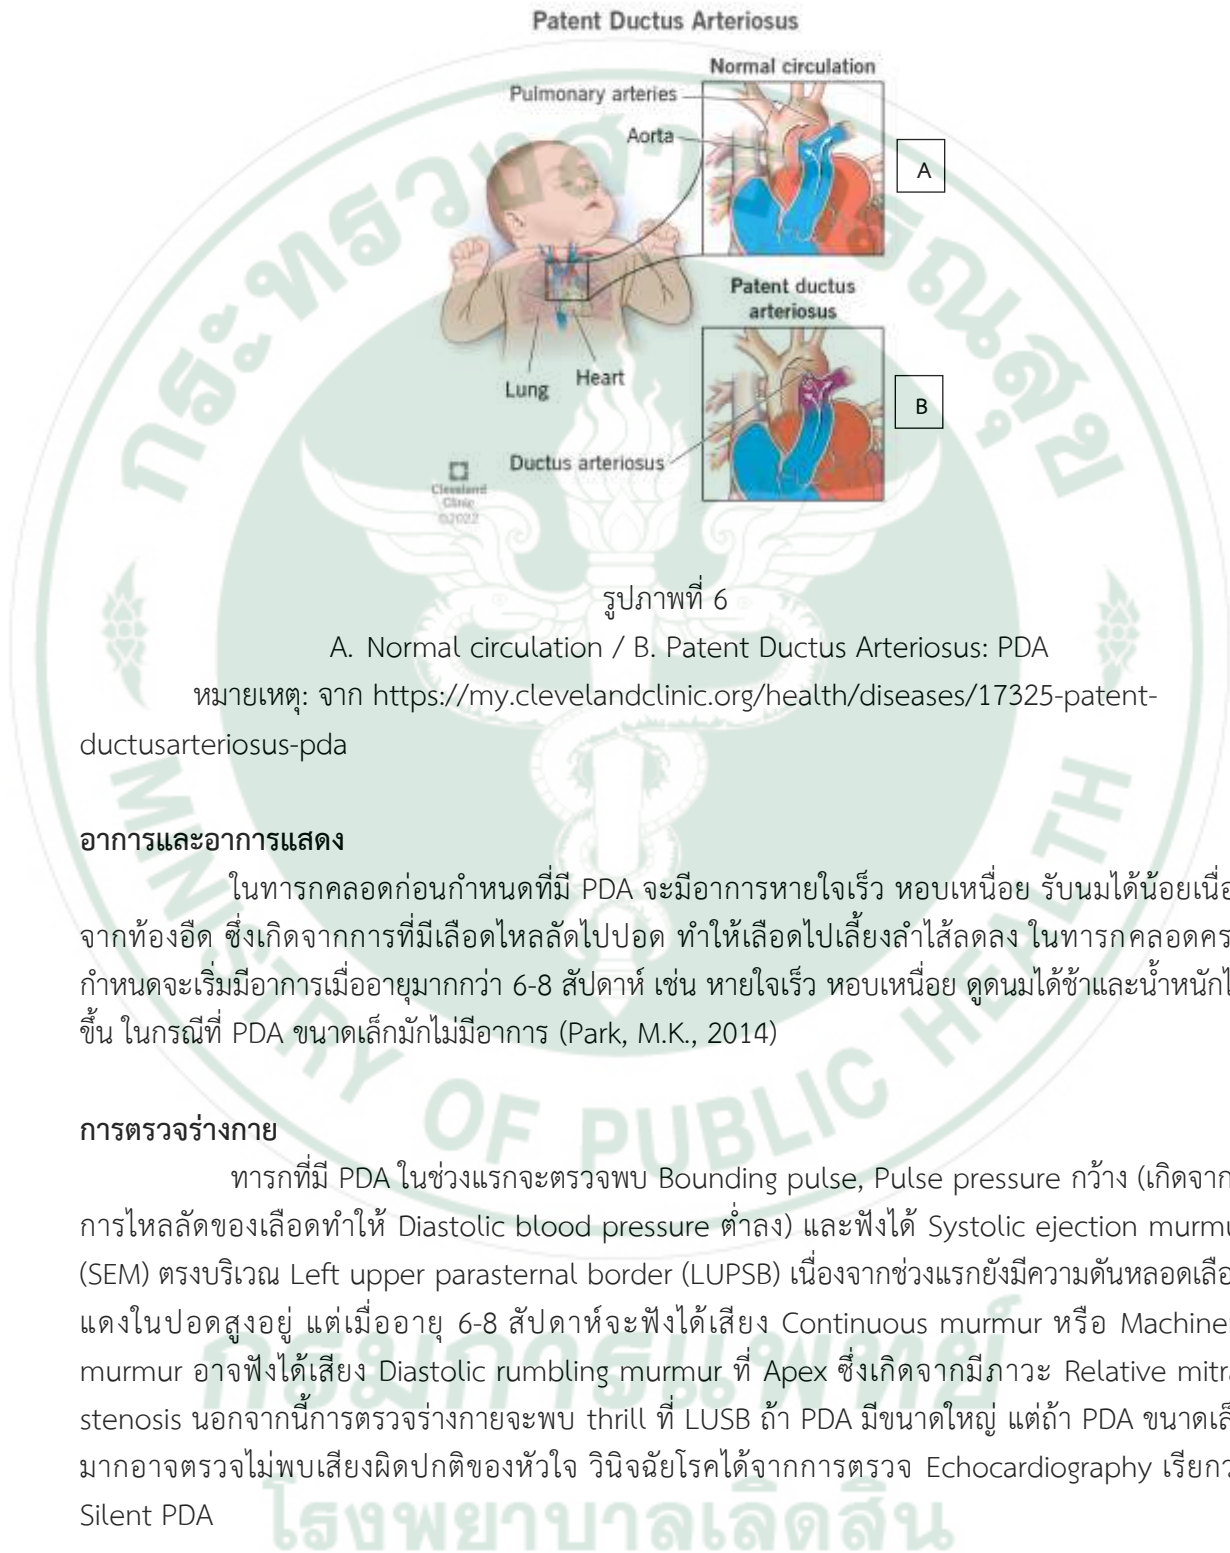 Patent Ductus Arteriosus
Normal circulation
Pulmonary arteries
Aorta
A
Patent ductus
arteriosus
Lung
Heart
B
Ductus arteriosus
Cleveland
Clinic
©2022
รูปภาพที่ 6
A. Normal circulation / B. Patent Ductus Arteriosus: PDA
หมายเหตุ: จาก https://my.clevelandclinic.org/health/diseases/17325-patent-
ductusarteriosus-pda
อาการและอาการแสดง
ในทารกคลอดก่อนกำหนดที่มี PDA จะมีอาการหายใจเร็ว หอบเหนื่อย รับนมได้น้อยเนื่อ
จากท้องอืด ซึ่งเกิดจากการที่มีเลือดไหลลัดไปปอด ทำให้เลือดไปเลี้ยงลำไส้ลดลง ในทารกคลอดคร
กำหนดจะเริ่มมีอาการเมื่ออายุมากกว่า 6-8 สัปดาห์ เช่น หายใจเร็ว หอบเหนื่อย ดูดนมได้ช้าและน้ำหนักไ
ขึ้น ในกรณีที่ PDA ขนาดเล็กมักไม่มีอาการ (Park, M.K., 2014)
การตรวจร่างกาย
ทารกที่มี PDA ในช่วงแรกจะตรวจพบ Bounding pulse, Pulse pressure กว้าง (เกิดจาก
การไหลลัดของเลือดทำให้ Diastolic blood pressure ต่ำลง) และฟังได้ Systolic ejection murmu
(SEM) ตรงบริเวณ Left upper parasternal border (LUPSB) เนื่องจากช่วงแรกยังมีความดันหลอดเลือ
แดงในปอดสูงอยู่ แต่เมื่ออายุ 6-8 สัปดาห์จะฟังได้เสียง Continuous murmur หรือ Machine
murmur อาจฟังได้เสียง Diastolic rumbling murmur ที่ Apex ซึ่งเกิดจากมีภาวะ Relative mitr
stenosis นอกจากนี้การตรวจร่างกายจะพบ thrill ที่ LUSB ถ้า PDA มีขนาดใหญ่ แต่ถ้า PDA ขนาดเล็
มากอาจตรวจไม่พบเสียงผิดปกติของหัวใจ วินิจฉัยโรคได้จากการตรวจ Echocardiography เรียกว
Silent PDA
กระทรวงสาธารณสุข
MINISTRY OF PUBLIC HEALTH
กรมการแพทย์
โรงพยาบาลเลิดสิน